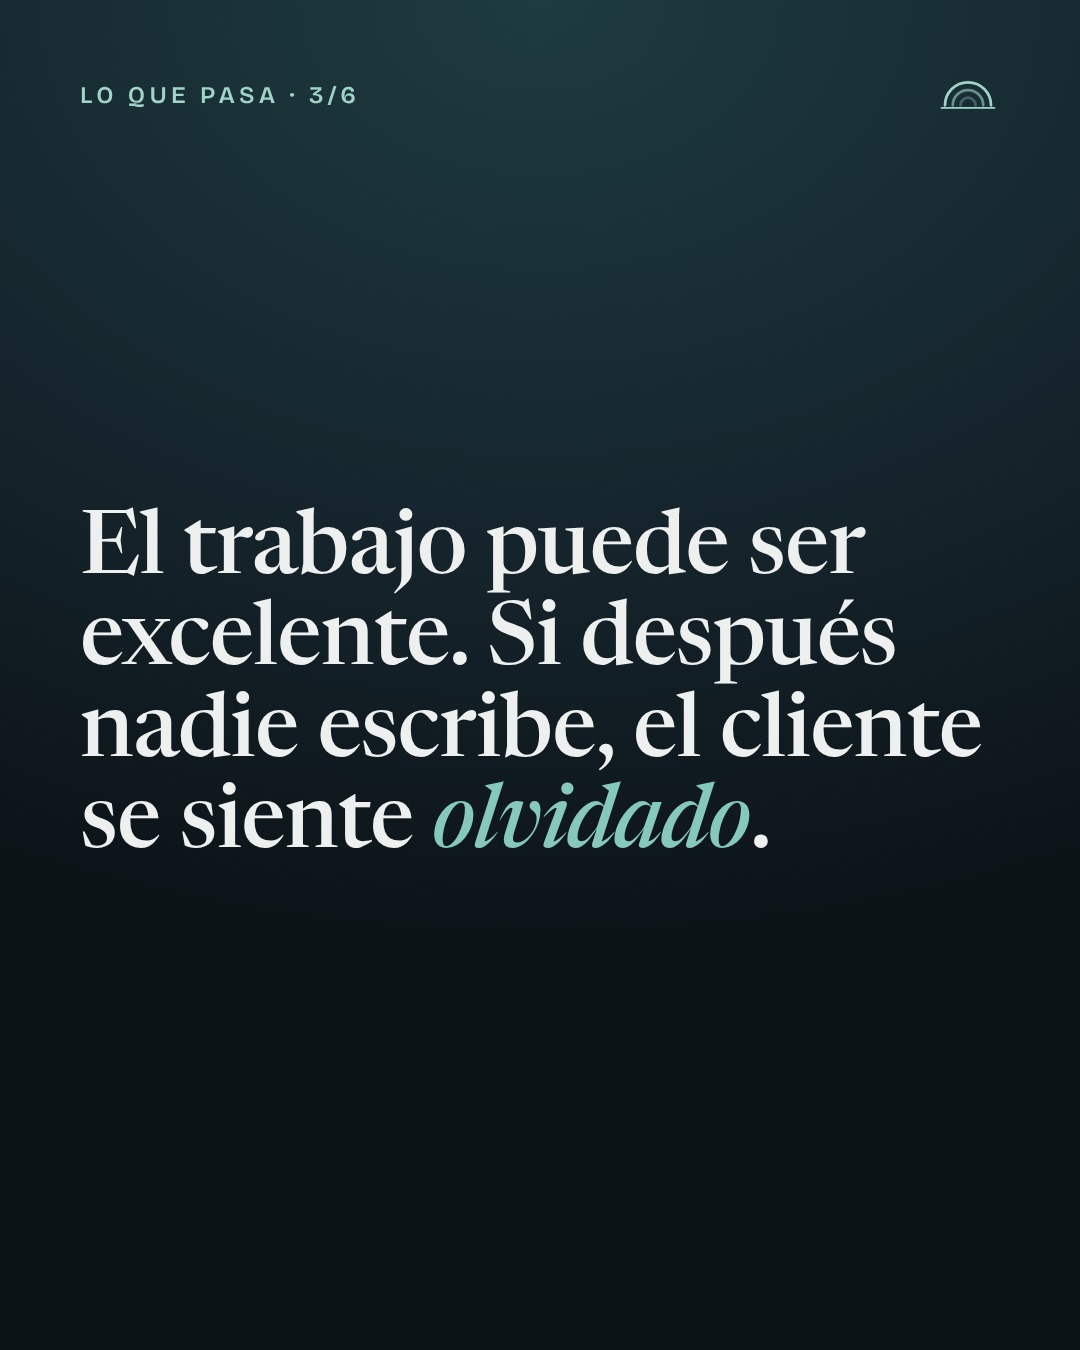 LO QUE PASA · 3/6
El trabajo puede ser
excelente. Si después
nadie escribe, el cliente
se siente olvidado.